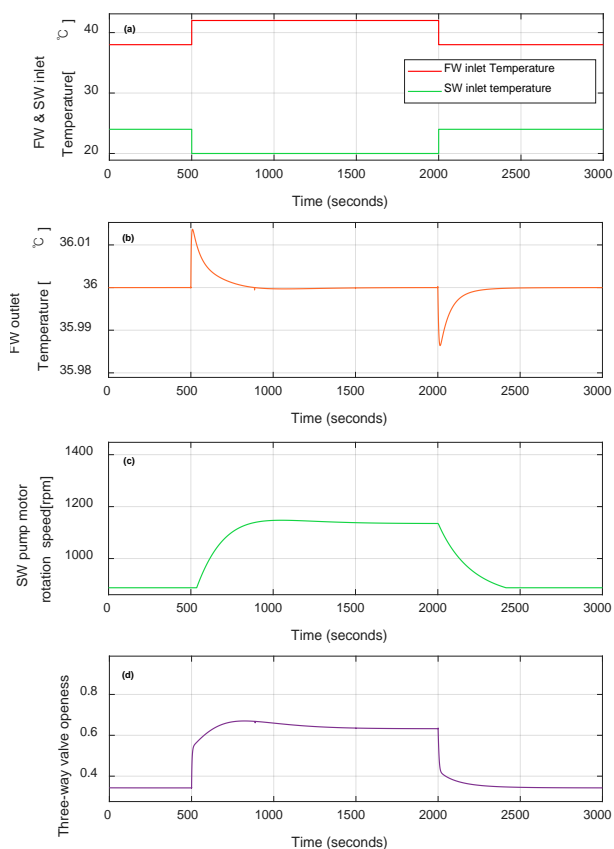 (a)
FW & SW inlet
Temperature[ ℃ ]
40
30
20
FW inlet Temperature
SW inlet temperature
0 500 1000 1500 2000 2500 3000
Time (seconds)
(b)
FW outlet
Temperature [ ℃ ]
36.01
36
35.99
35.98
0 500 1000 1500 2000 2500 3000
Time (seconds)
(c)
SW pump motor
rotation speed[rpm]
1400
1200
1000
0 500 1000 1500 2000 2500 3000
Time (seconds)
(d)
Three-way valve openess
0.8
0.6
0.4
0 500 1000 1500 2000 2500 3000
Time (seconds)